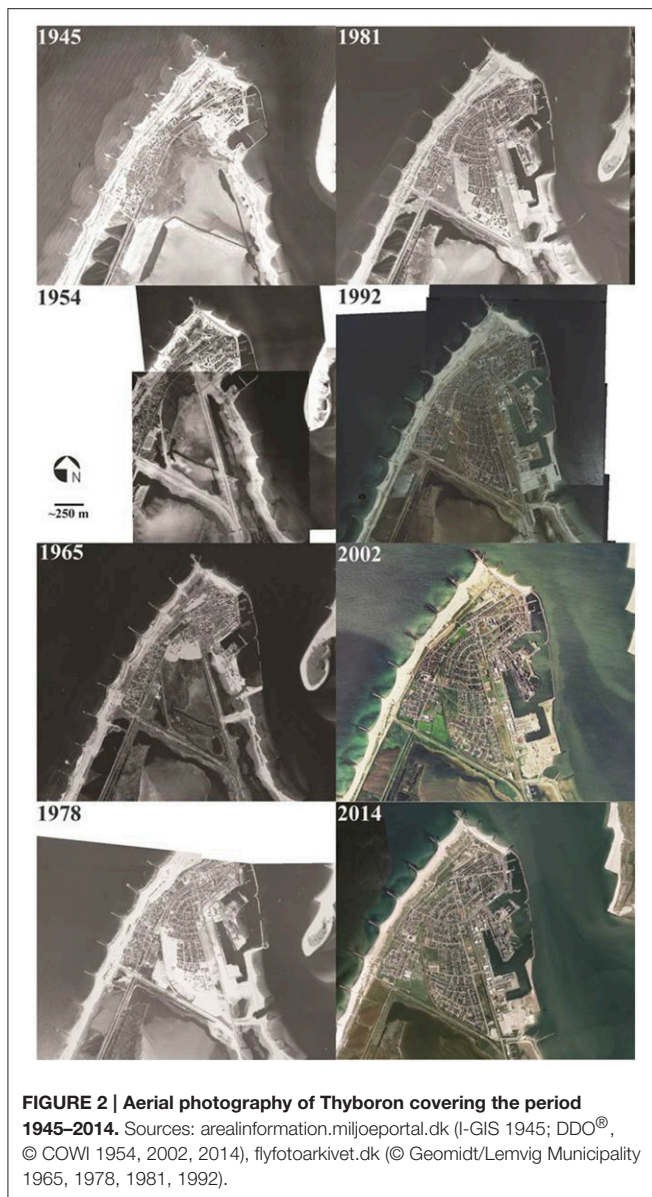 1945
1981
1954
1992
N
~250 m
1965
2002
1978
2014
FIGURE 2 | Aerial photography of Thyboron covering the period
1945–2014. Sources: arealinformation.miljoeportal.dk (I-GIS 1945; DDO®,
© COWI 1954, 2002, 2014), flyfotoarkivet.dk (© Geomidt/Lemvig Municipality
1965, 1978, 1981, 1992).